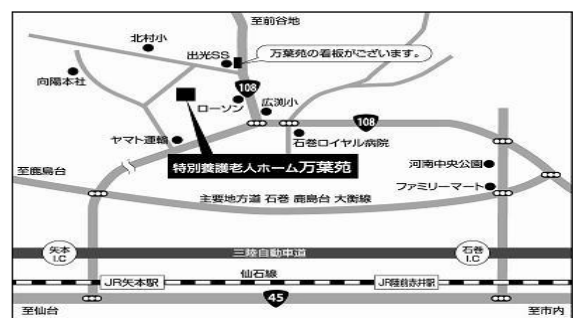 至前谷地
北村小
出光SS
万葉苑の看板がございます。
向陽本社
108
ローソン
広渕小
108
ヤマト運輸
石巻ロイヤル病院
特別養護老人ホーム万葉苑
河南中央公園
至鹿島台
ファミリーマート
主要地方道 石巻 鹿島台 大衡線
矢本
I.C
三陸自動車道
石巻
I.C
仙石線
JR矢本駅
JR陸前赤井駅
45
至仙台
至市内